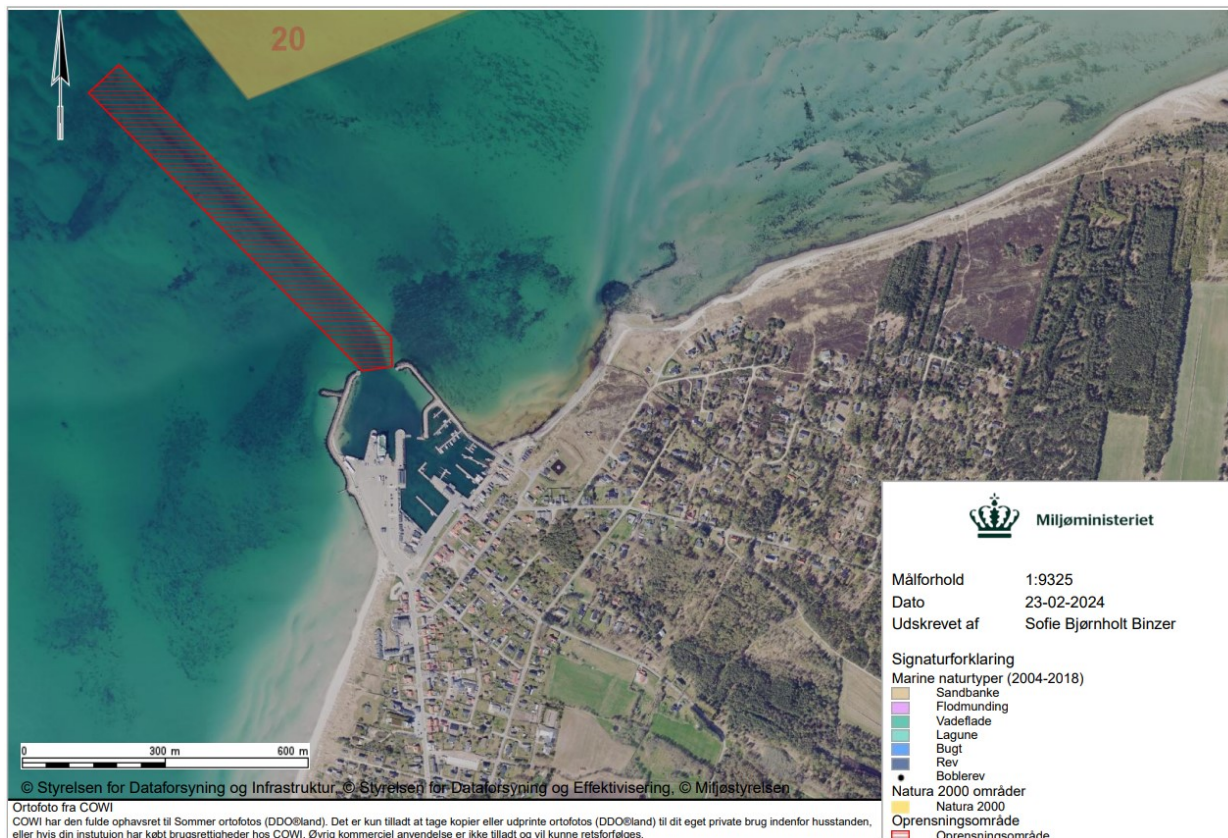 20
Miljøministeriet
Målforhold 1:9325
Dato 23-02-2024
Udskrevet af Sofie Bjørnholt Binzer
Signaturforklaring
Marine naturtyper (2004-2018)
Sandbanke
Flodmunding
Vadeflade
Lagune
Bugt
Rev
Boblerev
Natura 2000 områder
Natura 2000
Oprensningsområde
Oprensningsområde
0 300 m 600 m
© Styrelsen for Dataforsyning og Infrastruktur, © Styrelsen for Dataforsyning og Effektivisering, © Miljøstyrelsen
Ortofoto fra COWI
COWI har den fulde ophavsret til Sommer ortofotos (DDO®land). Det er kun tilladt at tage kopier eller udprinte ortofotos (DDO®land) til dit eget private brug indenfor husstanden,
eller hvis din instutuion har købt brugsrettigheder hos COWI. Øvrig kommerciel anvendelse er ikke tilladt og vil kunne retsforfølges.